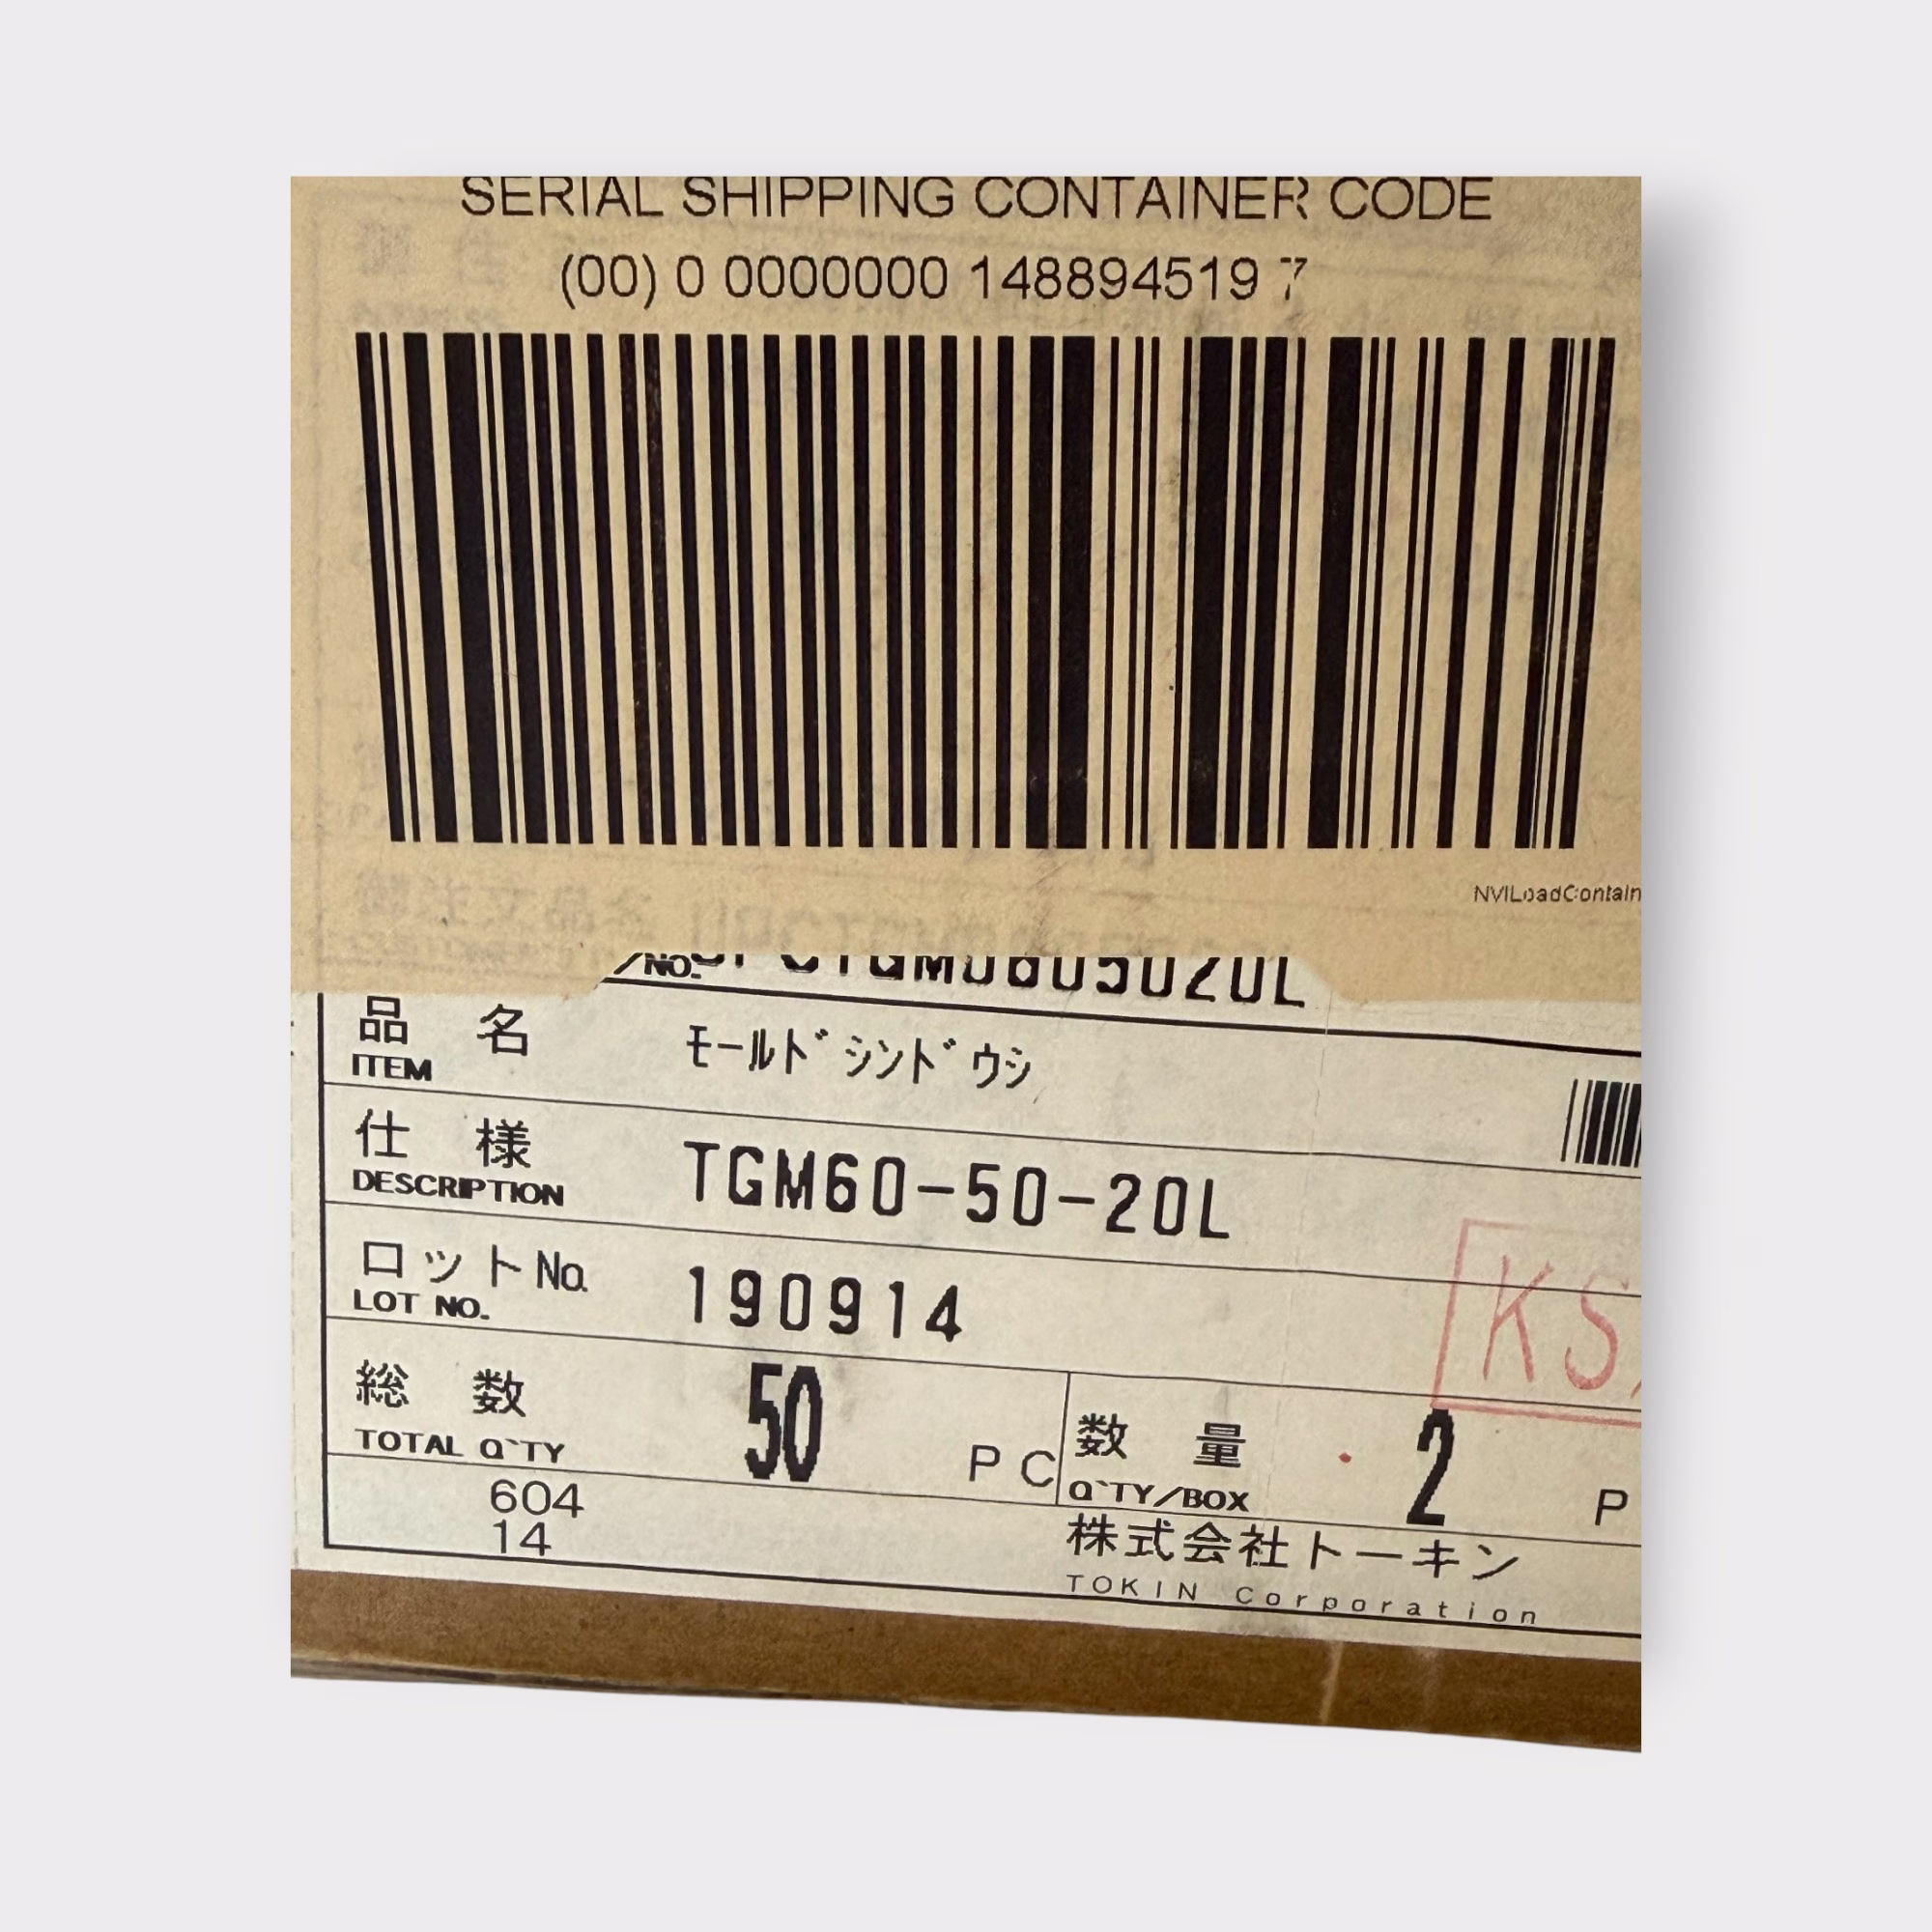 SERIAL SHIPPING CONTAINER CODE
(00) 0 0000000 148894519 7
NVILoadContain
/NO.
品名 モールドシンドウシ
ITEM
仕様 TGM60-50-20L
DESCRIPTION
ロットNo. 190914
LOT NO.
総数 50 PC 数量 2 P
TOTAL Q`TY Q`TY/BOX
604
14
株式会社トーキン
TOKIN Corporation
KS